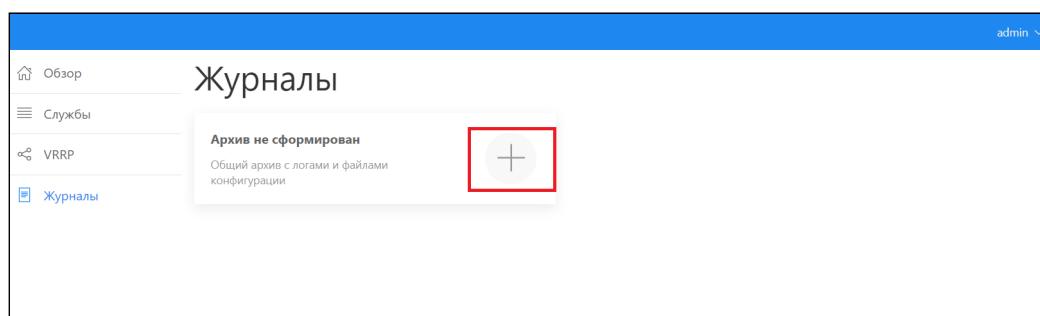 admin
Обзор
Службы
VRRP
Журналы
Журналы
Архив не сформирован
Общий архив с логами и файлами
конфигурации